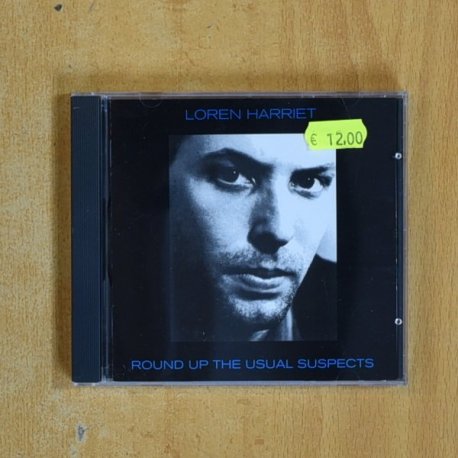 LOREN HARRIET
€ 12.00
ROUND UP THE USUAL SUSPECTS